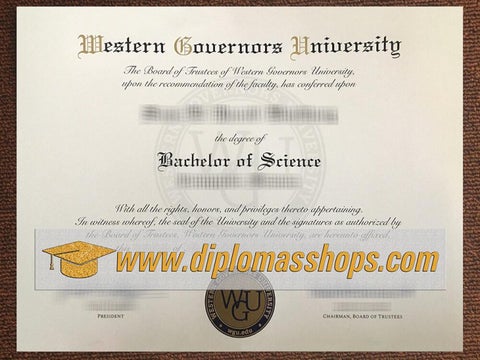 Western Governors University
The Board of Trustees of Western Governors University,
upon the recommendation of the faculty, has conferred upon
the degree of
Bachelor of Science
With all the rights, honors, and privileges thereto appertaining.
In witness whereof, the seal of the University and the signatures as authorized by
the Board of Trustees, Western Governors University, are hereunto affixed.
www.diplomasshops.com
WGU
wgu.edu
PRESIDENT
CHAIRMAN, BOARD OF TRUSTEES